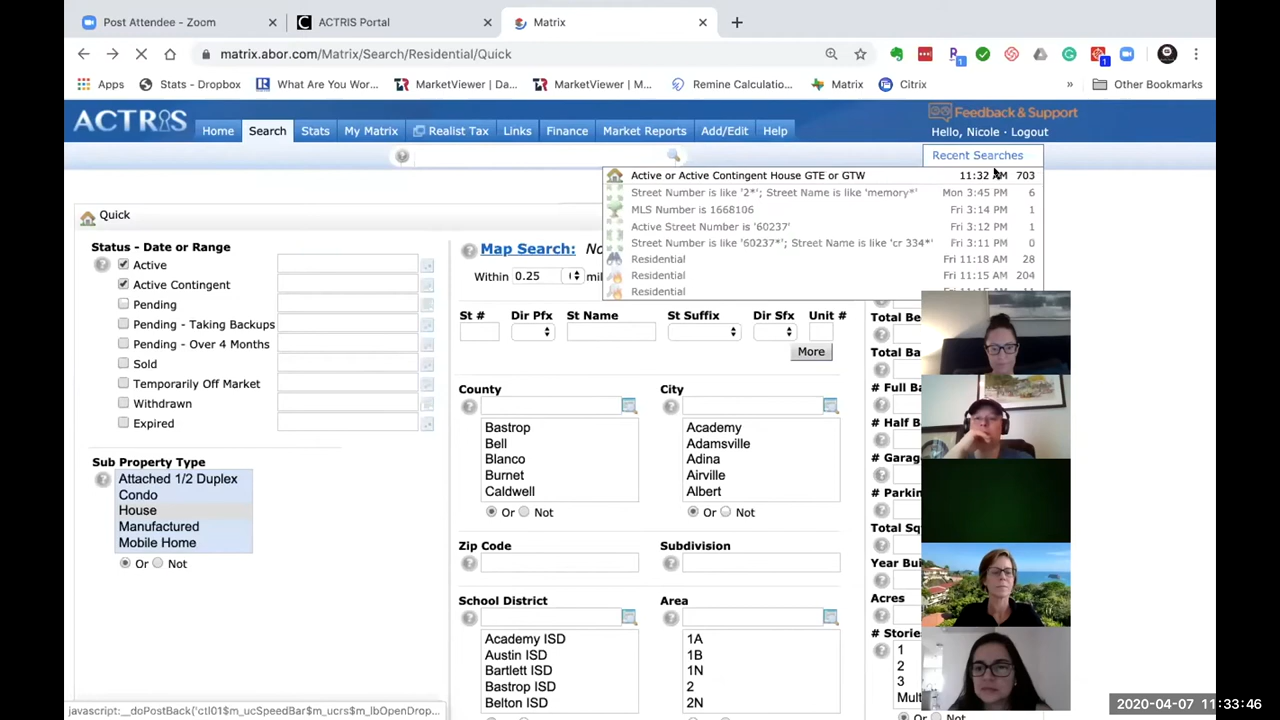 Post Attendee - Zoom
ACTRIS Portal
Matrix
matrix.abor.com/Matrix/Search/Residential/Quick
Apps
Stats - Dropbox
What Are You Wor...
MarketViewer | Da...
MarketViewer | M...
Remine Calculatio...
Matrix
Citrix
»
Other Bookmarks
ACTRIS
Feedback & Support
Hello, Nicole · Logout
Home
Search
Stats
My Matrix
Realist Tax
Links
Finance
Market Reports
Add/Edit
Help
Recent Searches
Active or Active Contingent House GTE or GTW 11:32 AM 703
Street Number is like '2*'; Street Name is like 'memory*' Mon 3:45 PM 6
MLS Number is 1668106 Fri 3:14 PM 1
Active Street Number is '60237' Fri 3:12 PM 1
Street Number is like '60237*'; Street Name is like 'cr 334*' Fri 3:11 PM 0
Residential Fri 11:18 AM 28
Residential Fri 11:15 AM 204
Residential
Quick
Status - Date or Range
Active
Active Contingent
Pending
Pending - Taking Backups
Pending - Over 4 Months
Sold
Temporarily Off Market
Withdrawn
Expired
Sub Property Type
Attached 1/2 Duplex
Condo
House
Manufactured
Mobile Home
Or Not
Map Search: No
Within 0.25 mil
St # Dir Pfx St Name St Suffix Dir Sfx Unit #
More
County
Bastrop
Bell
Blanco
Burnet
Caldwell
Or Not
City
Academy
Adamsville
Adina
Airville
Albert
Or Not
Zip Code
Subdivision
School District
Academy ISD
Austin ISD
Bartlett ISD
Bastrop ISD
Belton ISD
Area
1A
1B
1N
2
2N
Total Be
Total Ba
# Full Ba
# Half B
# Garag
# Parkin
Total Sq
Year Bui
Acres
# Stories
1
2
3
Mult
Or
2020-04-07 11:33:46